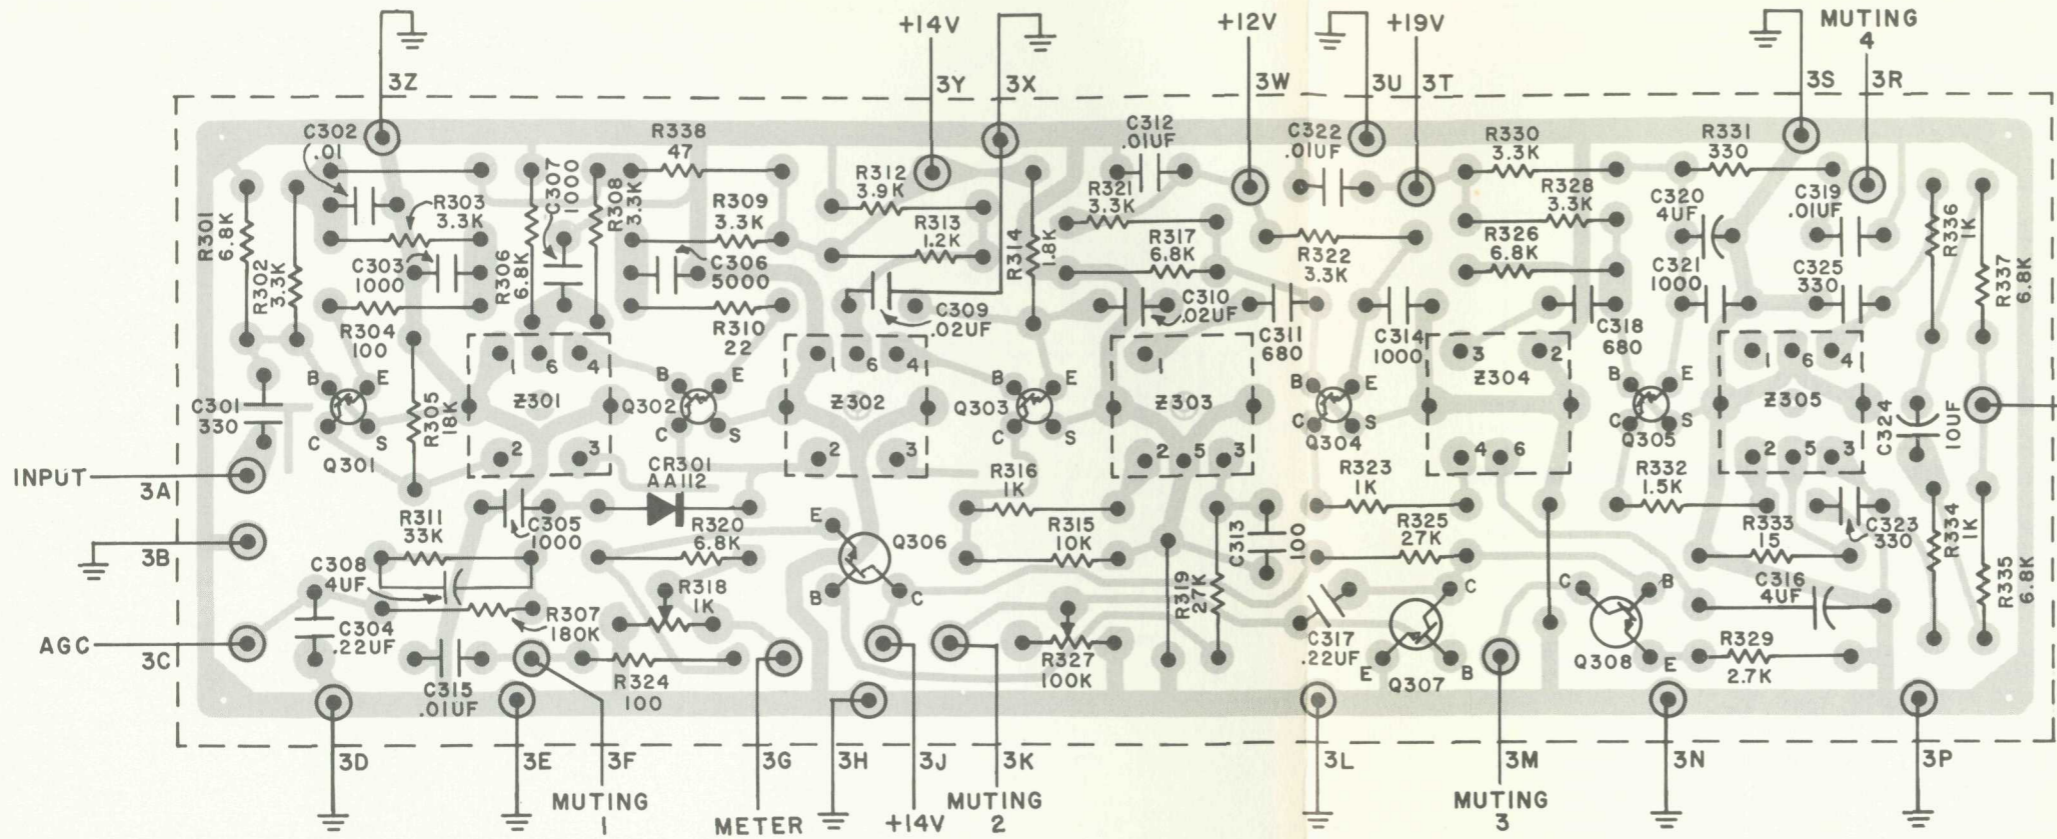 +14V
+12V
+19V
MUTING
4
3Z
3Y
3X
3W
3U
3T
3S
3R
C302
.01
R338
47
C312
.01UF
C322
.01UF
R330
3.3K
R331
330
R301
6.8K
R302
3.3K
R303
3.3K
C303
1000
R304
100
R306
6.8K
C307
1000
R308
3.3K
R309
3.3K
C306
5000
R310
22
R312
3.9K
R313
1.2K
C309
.02UF
R314
1.8K
R321
3.3K
R317
6.8K
C310
.02UF
C311
680
R322
3.3K
C314
1000
R328
3.3K
R326
6.8K
C318
680
C320
4UF
C321
1000
C319
.01UF
C325
330
R336
1K
R337
6.8K
C301
330
B
E
C
S
Q301
R305
18K
1
6
4
Z301
2
3
Q302
B
E
C
S
1
6
4
Z302
2
3
Q303
B
E
C
S
1
Z303
2
5
3
B
E
C
S
Q304
3
2
Z304
4
6
B
E
C
S
Q305
1
6
4
Z305
2
5
3
C324
10UF
INPUT
3A
3B
AGC
3C
R311
33K
C308
4UF
C304
.22UF
C305
1000
R307
180K
C315
.01UF
CR301
AA112
R320
6.8K
R318
1K
R324
100
E
Q306
B
C
R316
1K
R315
10K
R327
100K
R319
27K
C313
100
R323
1K
R325
27K
C317
.22UF
C
E
B
Q307
R332
1.5K
R333
15
C323
330
C316
4UF
C
B
E
Q308
R329
2.7K
R334
1K
R335
6.8K
3D
3E
3F
3G
3H
3J
3K
3L
3M
3N
3P
MUTING
1
METER
+14V
MUTING
2
MUTING
3